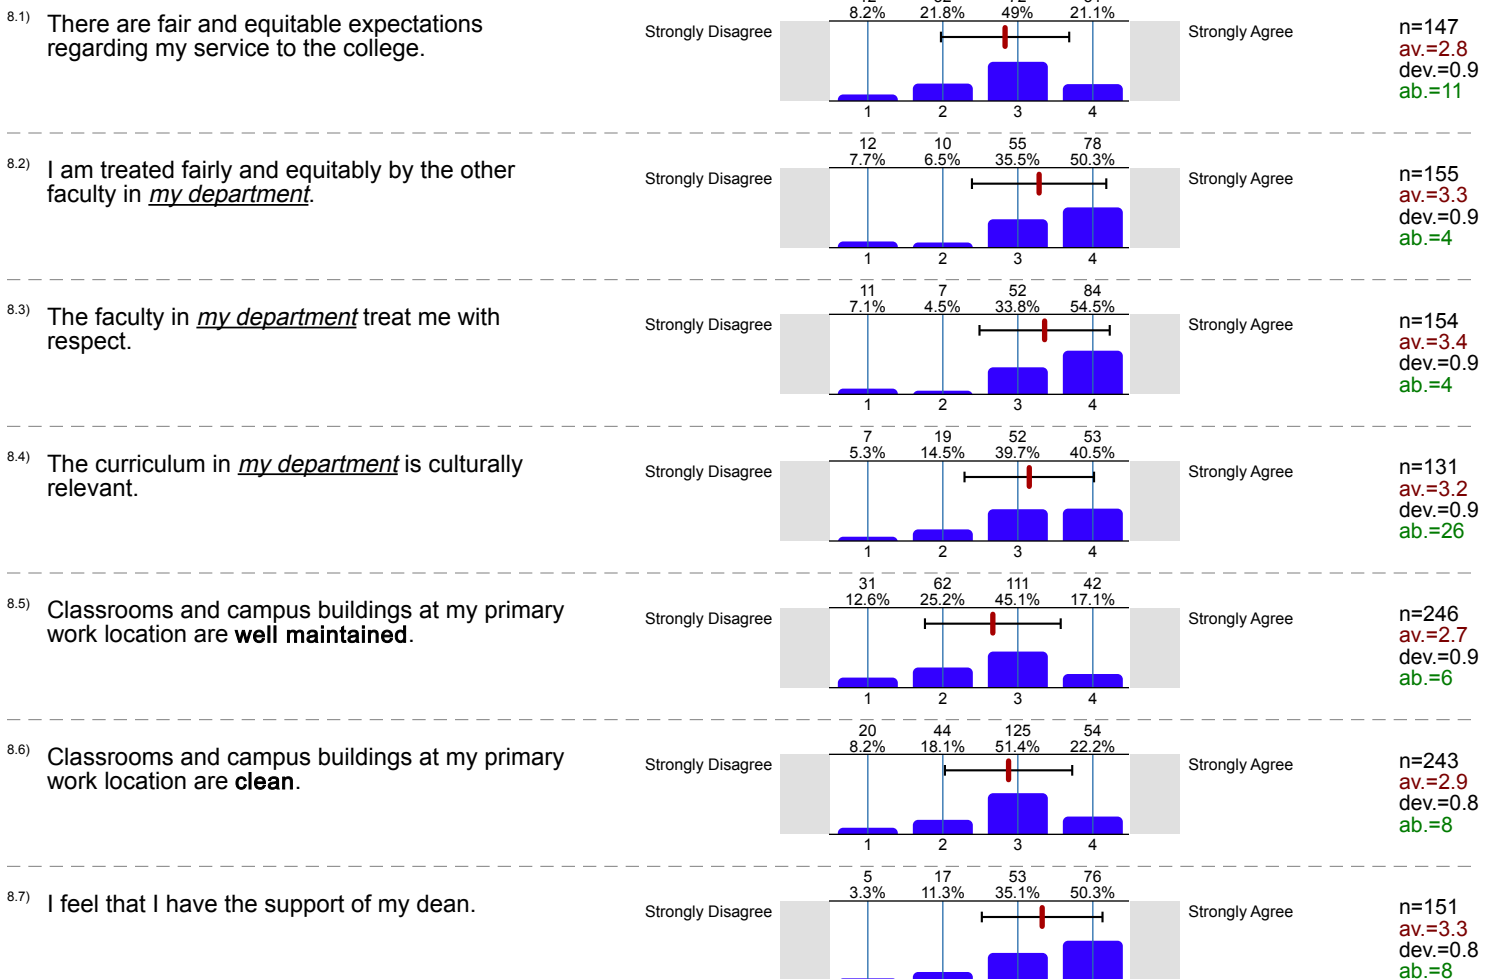 12 32 72 31
8.2% 21.8% 49% 21.1%
8.1) There are fair and equitable expectations
regarding my service to the college.
Strongly Disagree
Strongly Agree
n=147
av.=2.8
dev.=0.9
ab.=11
1 2 3 4
12 10 55 78
7.7% 6.5% 35.5% 50.3%
8.2) I am treated fairly and equitably by the other
faculty in my department.
Strongly Disagree
Strongly Agree
n=155
av.=3.3
dev.=0.9
ab.=4
1 2 3 4
11 7 52 84
7.1% 4.5% 33.8% 54.5%
8.3) The faculty in my department treat me with
respect.
Strongly Disagree
Strongly Agree
n=154
av.=3.4
dev.=0.9
ab.=4
1 2 3 4
7 19 52 53
5.3% 14.5% 39.7% 40.5%
8.4) The curriculum in my department is culturally
relevant.
Strongly Disagree
Strongly Agree
n=131
av.=3.2
dev.=0.9
ab.=26
1 2 3 4
31 62 111 42
12.6% 25.2% 45.1% 17.1%
8.5) Classrooms and campus buildings at my primary
work location are well maintained.
Strongly Disagree
Strongly Agree
n=246
av.=2.7
dev.=0.9
ab.=6
1 2 3 4
20 44 125 54
8.2% 18.1% 51.4% 22.2%
8.6) Classrooms and campus buildings at my primary
work location are clean.
Strongly Disagree
Strongly Agree
n=243
av.=2.9
dev.=0.8
ab.=8
1 2 3 4
5 17 53 76
3.3% 11.3% 35.1% 50.3%
8.7) I feel that I have the support of my dean.
Strongly Disagree
Strongly Agree
n=151
av.=3.3
dev.=0.8
ab.=8